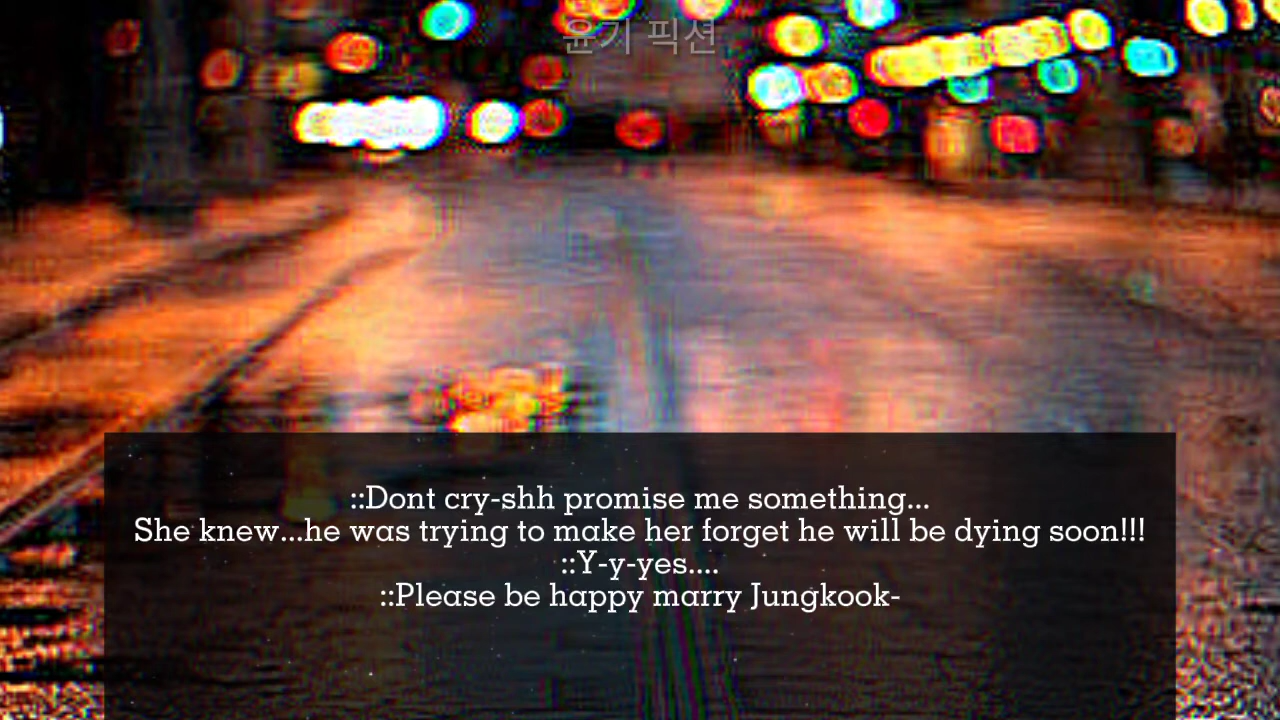 윤기 픽션
::Dont cry-shh promise me something...
She knew...he was trying to make her forget he will be dying soon!!!
::Y-y-yes....
::Please be happy marry Jungkook-